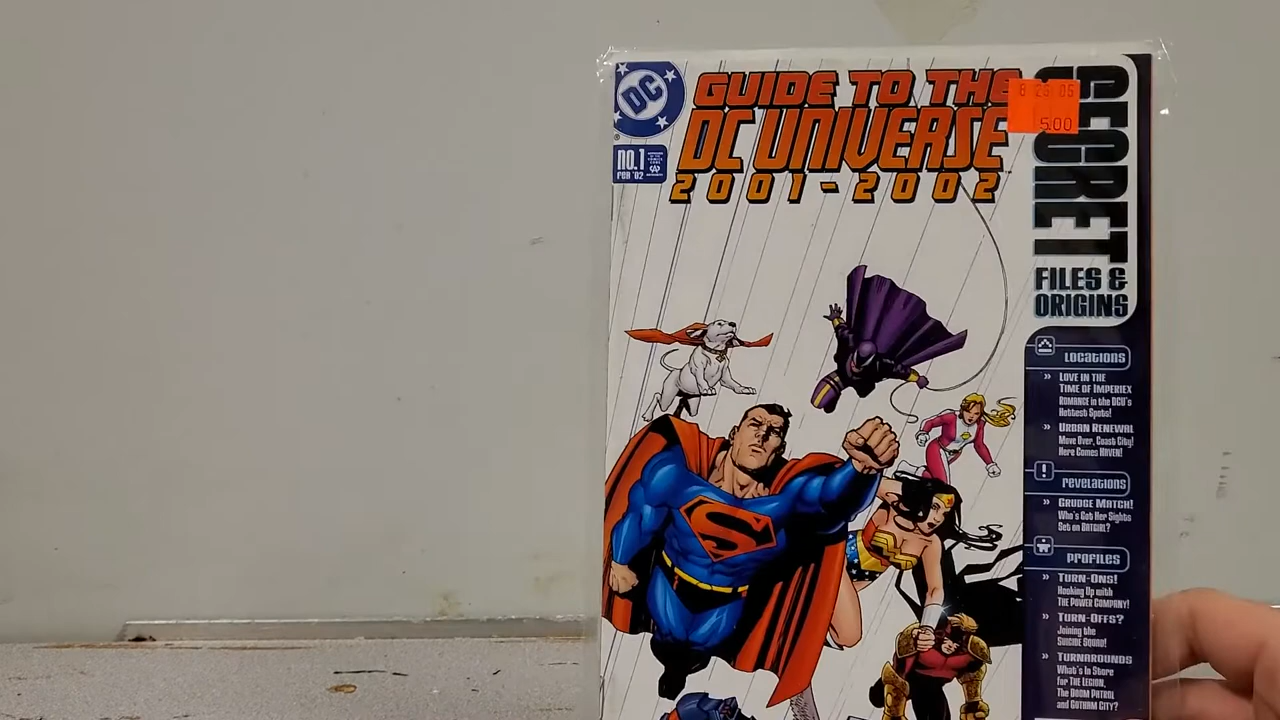 DC
GUIDE TO THE
DC UNIVERSE
2001-2002
no.1
FEB '02
8 23 05
5.00
SECRET
FILES &
ORIGINS
LOCATIONS
» LOVE IN THE
TIME OF IMPERIEX
ROMANCE in the DCU's
Hottest Spots!
» URBAN RENEWAL
Move Over, Coast City!
Here Comes HAVEN!
REVELATIONS
» GRUDGE MATCH!
Who's Got Her Sights
Set on BATGIRL?
PROFILES
» TURN-ONS!
Hooking Up with
THE POWER COMPANY!
» TURN-OFFS?
Joining the
SUICIDE SQUAD!
» TURNAROUNDS
What's In Store
for THE LEGION,
THE DOOM PATROL
and GOTHAM CITY?
S